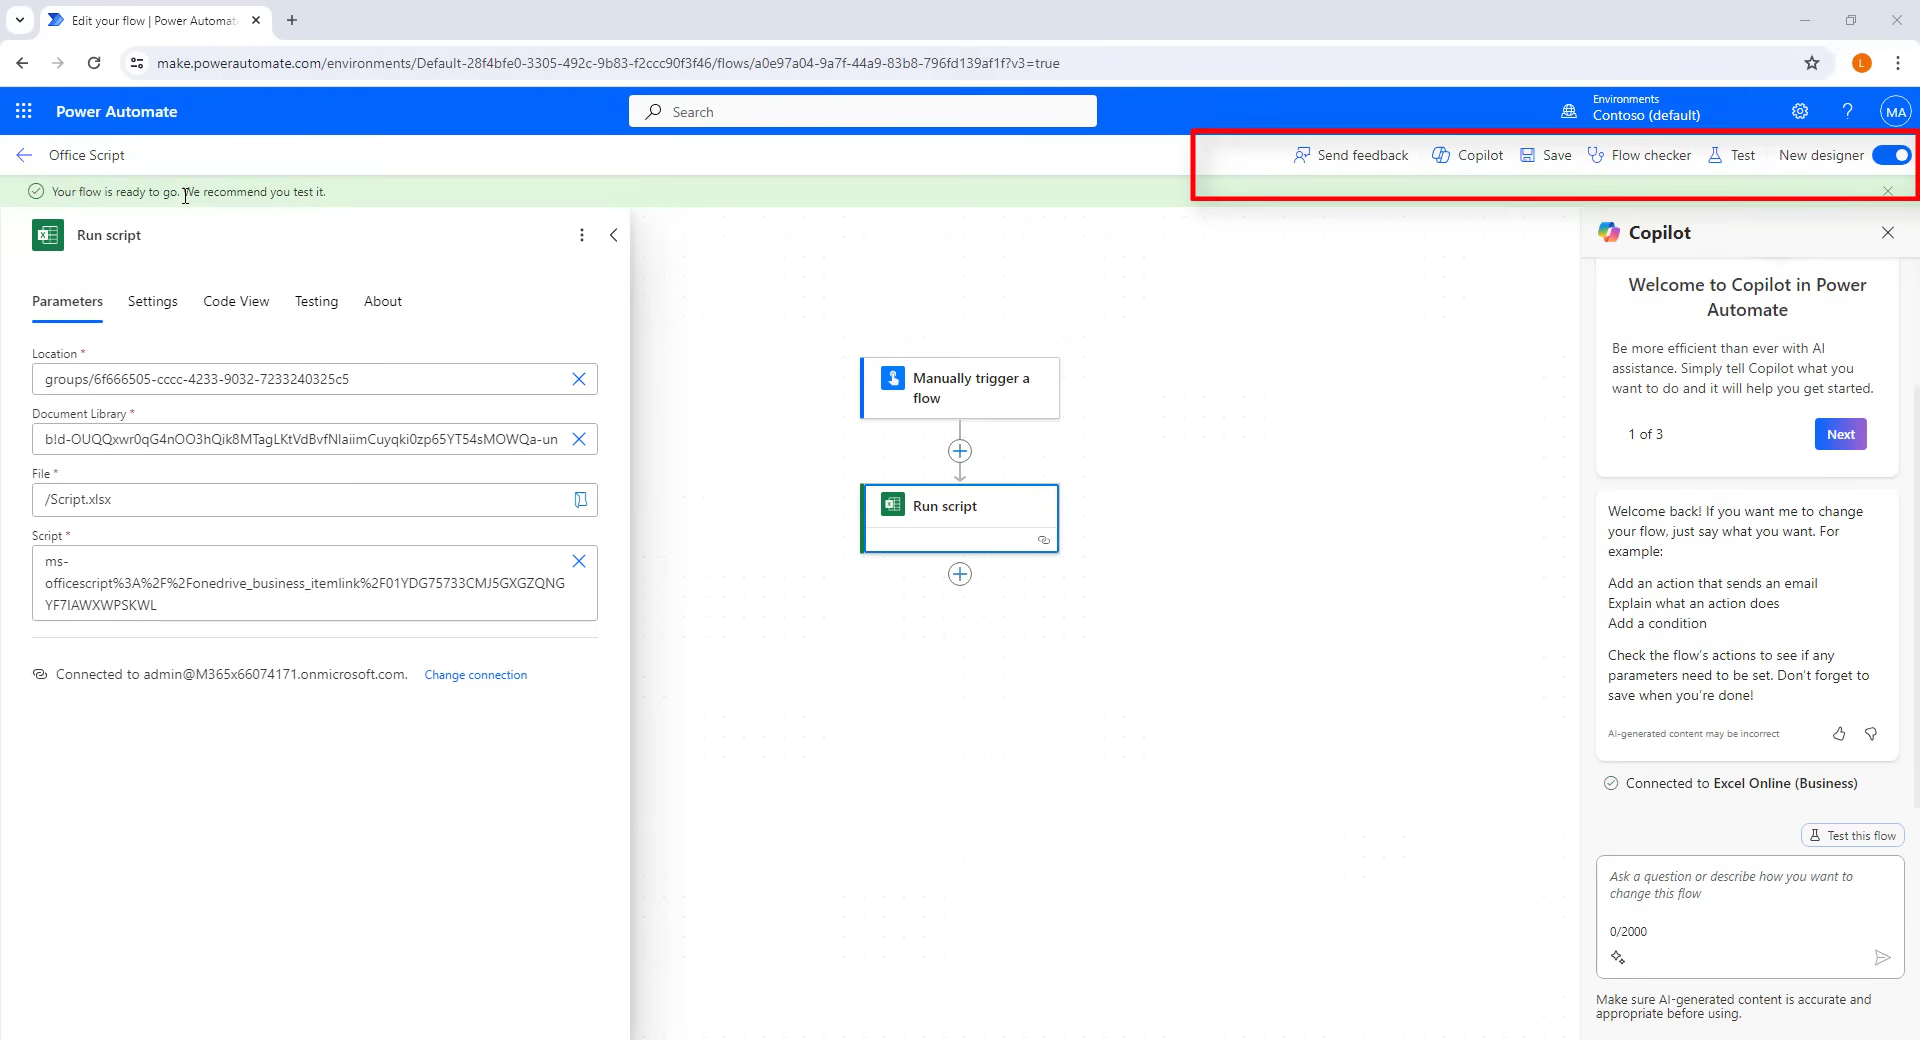 Edit your flow | Power Automat
make.powerautomate.com/environments/Default-28f4bfe0-3305-492c-9b83-f2ccc90f3f46/flows/a0e97a04-9a7f-44a9-83b8-796fd139af1f?v3=true
L
Power Automate
Search
Environments
Contoso (default)
MA
Office Script
Send feedback
Copilot
Save
Flow checker
Test
New designer
Your flow is ready to go. We recommend you test it.
Run script
Parameters
Settings
Code View
Testing
About
Location *
groups/6f666505-cccc-4233-9032-7233240325c5
Document Library *
b!d-OUQQxwr0qG4nOO3hQik8MTagLKtVdBvfNIaiimCuyqki0zp65YT54sMOWQa-un
File *
/Script.xlsx
Script *
ms-
officescript%3A%2F%2Fonedrive_business_itemlink%2F01YDG75733CMJ5GXGZQNG
YF7IAWXWPSKWL
Connected to admin@M365x66074171.onmicrosoft.com.
Change connection
Manually trigger a
flow
Run script
Copilot
Welcome to Copilot in Power
Automate
Be more efficient than ever with AI
assistance. Simply tell Copilot what you
want to do and it will help you get started.
1 of 3
Next
Welcome back! If you want me to change
your flow, just say what you want. For
example:
Add an action that sends an email
Explain what an action does
Add a condition
Check the flow's actions to see if any
parameters need to be set. Don't forget to
save when you're done!
AI-generated content may be incorrect
Connected to Excel Online (Business)
Test this flow
Ask a question or describe how you want to
change this flow
0/2000
Make sure AI-generated content is accurate and
appropriate before using.